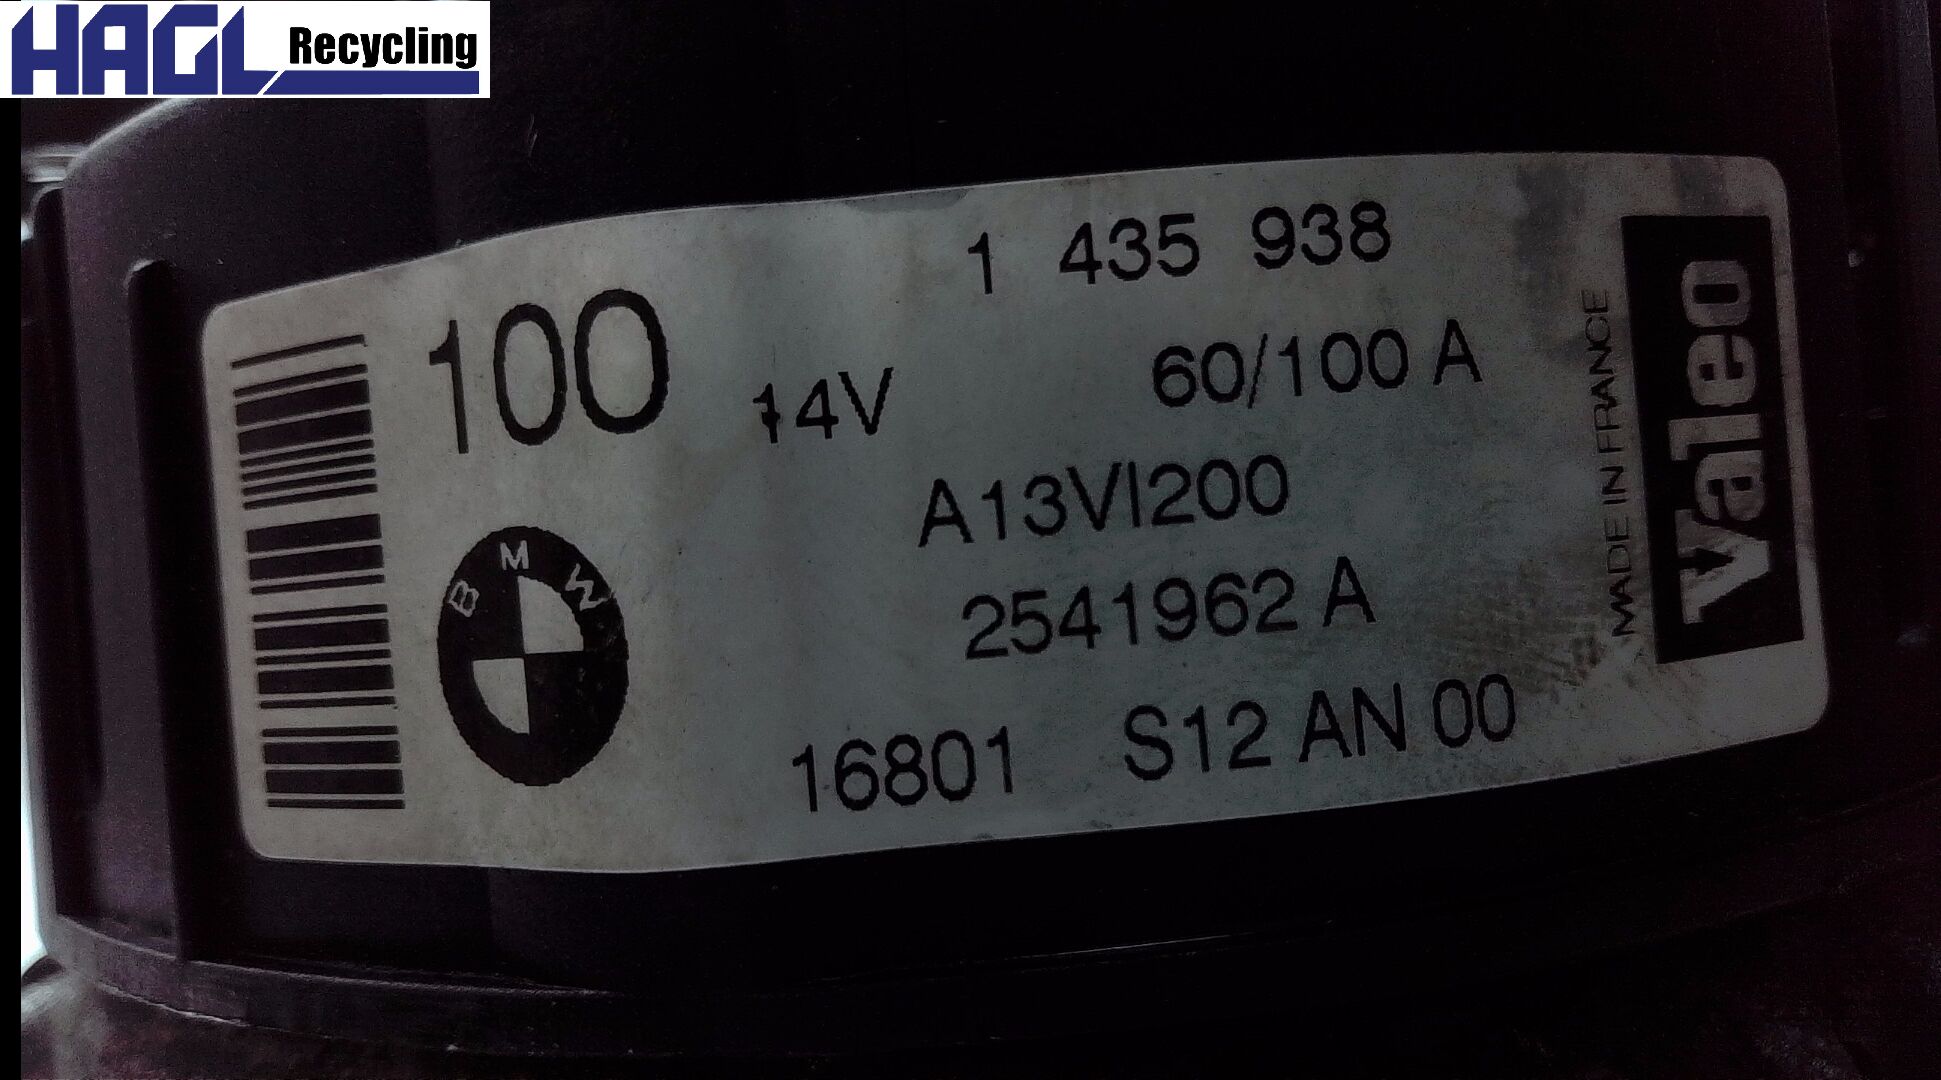 HAGL Recycling
1 435 938
100
14V 60/100 A
A13VI200
2541962 A
16801 S12 AN 00
BMW
MADE IN FRANCE
Valeo